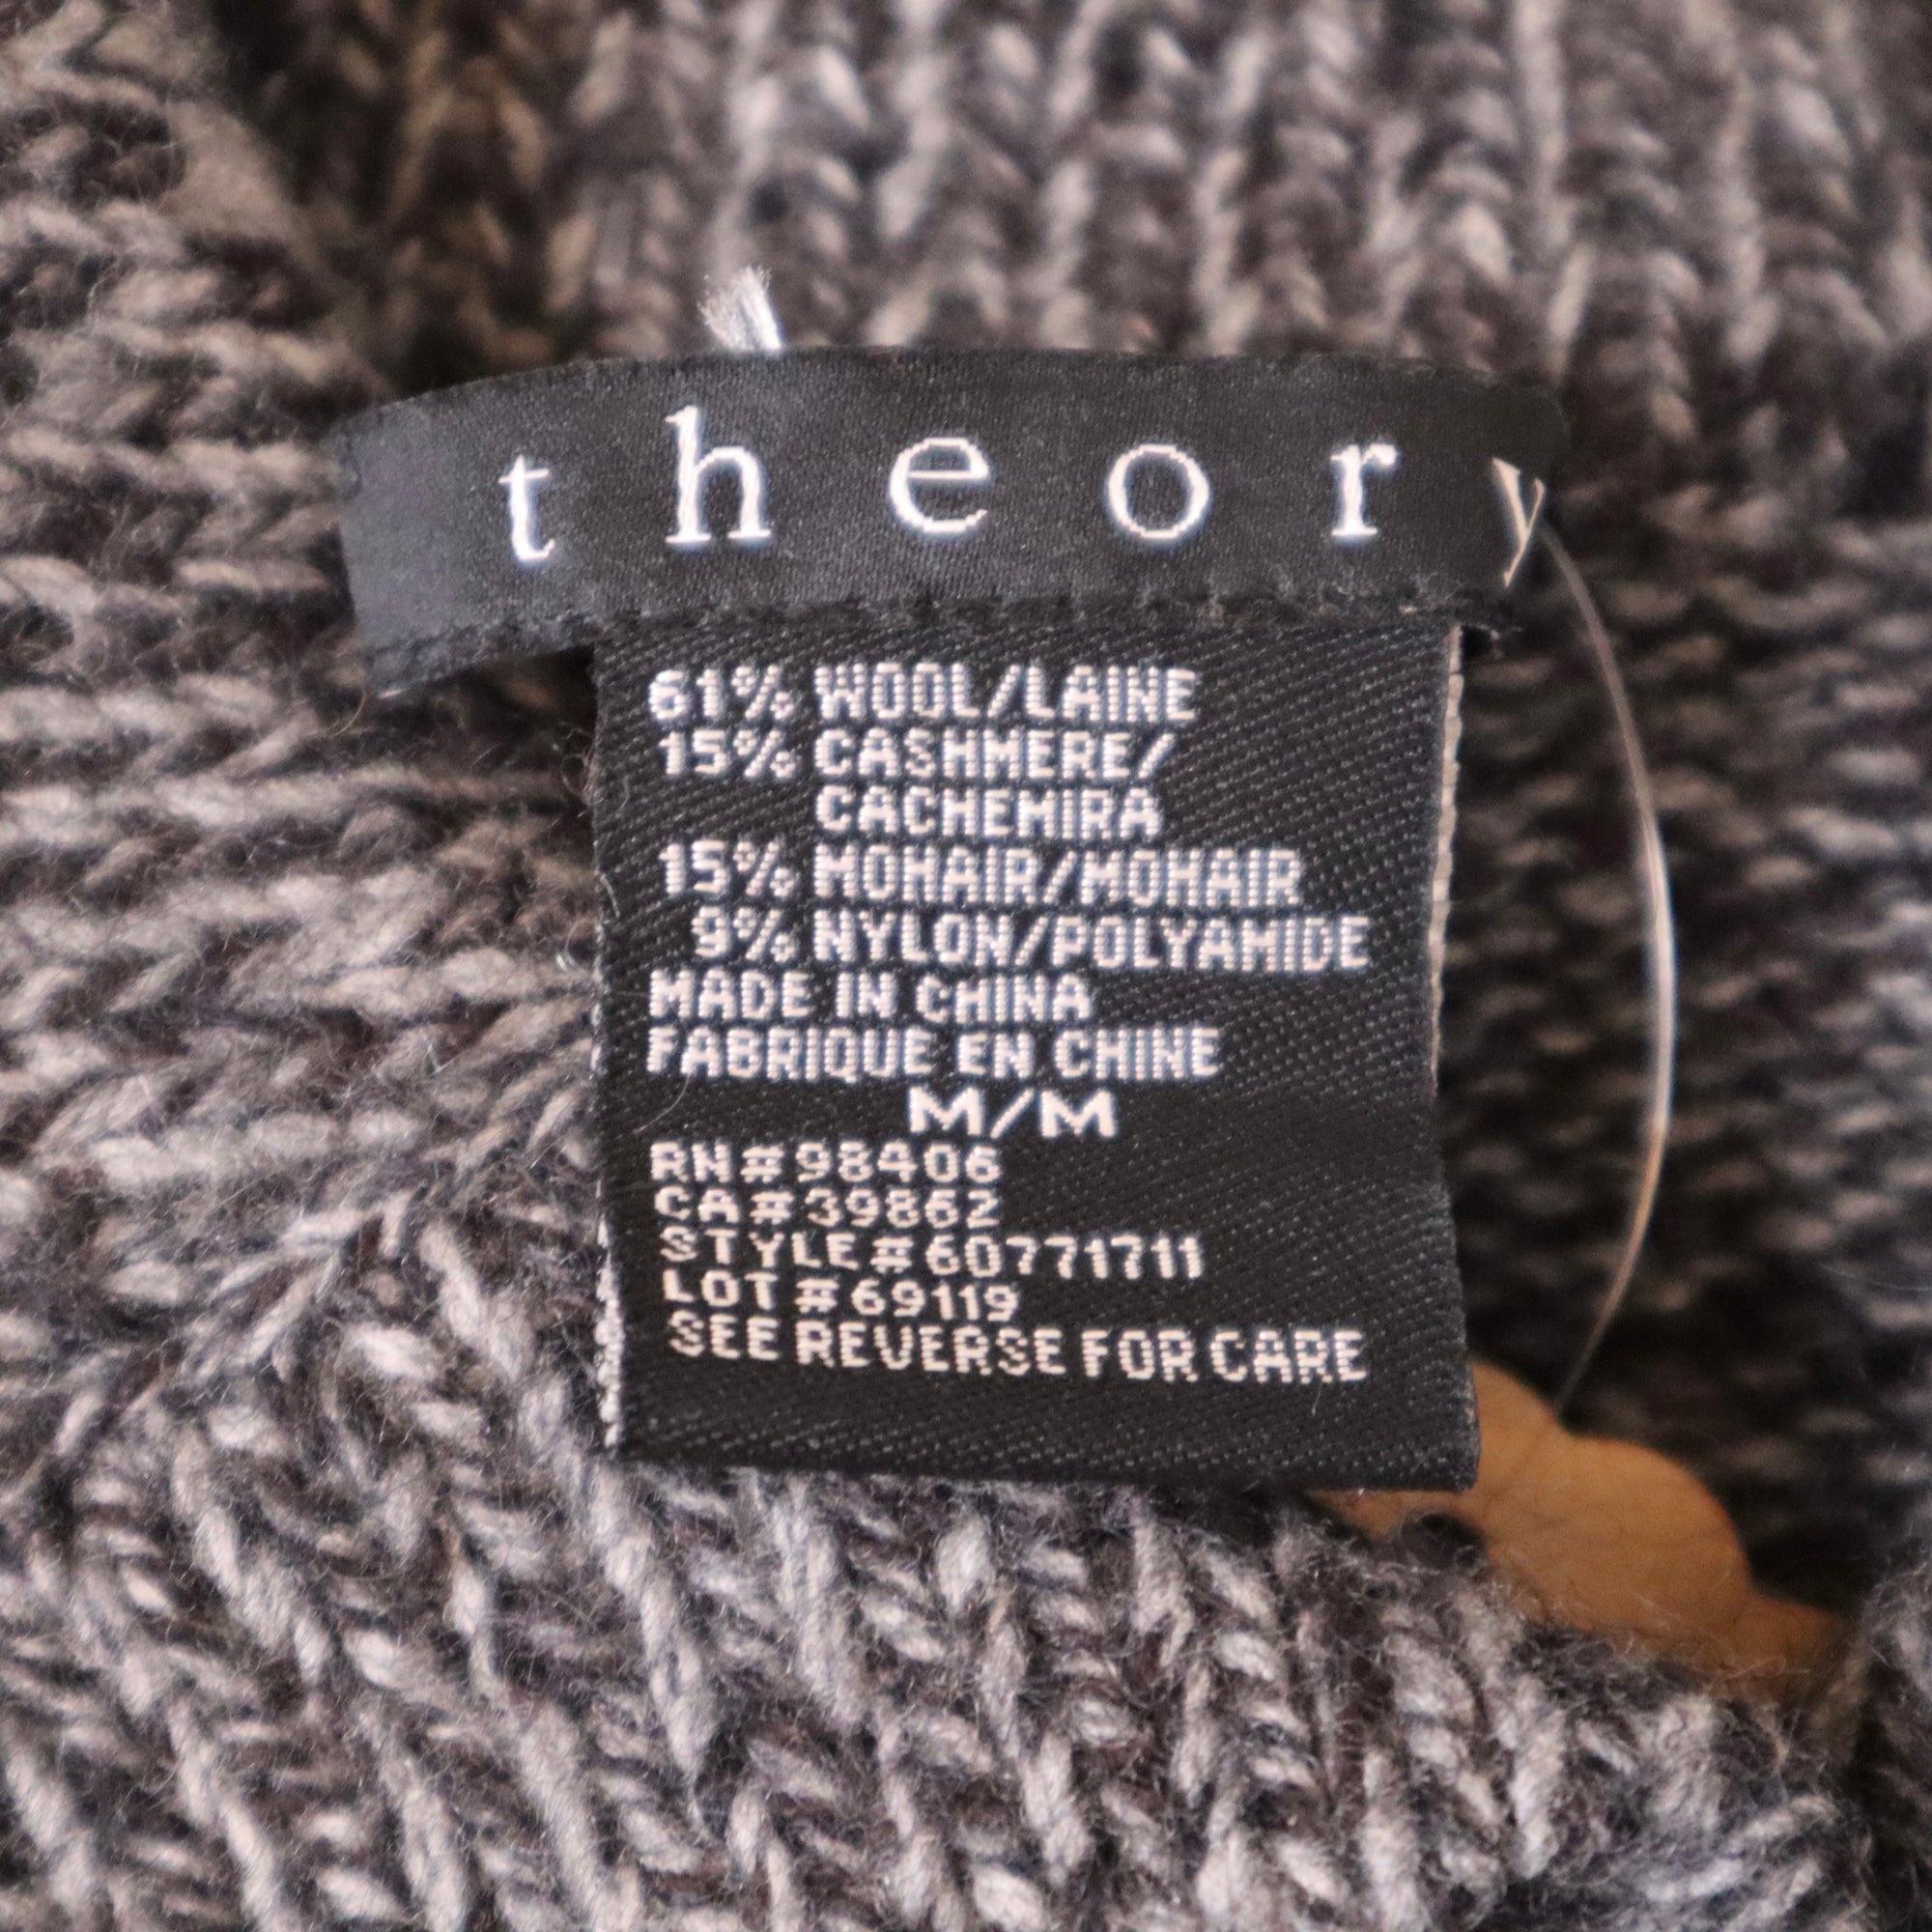 theory
61% WOOL/LAINE
15% CASHMERE/
CACHEMIRA
15% MOHAIR/MOHAIR
9% NYLON/POLYAMIDE
MADE IN CHINA
FABRIQUE EN CHINE
M/M
RN#98406
CA#39862
STYLE#60771711
LOT#69119
SEE REVERSE FOR CARE